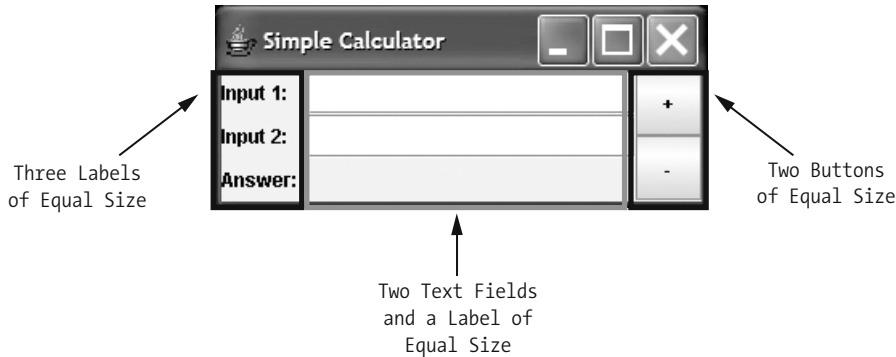 Simple Calculator
Input 1:
+
Input 2:
Answer:
-
Three Labels
of Equal Size
Two Buttons
of Equal Size
Two Text Fields
and a Label of
Equal Size